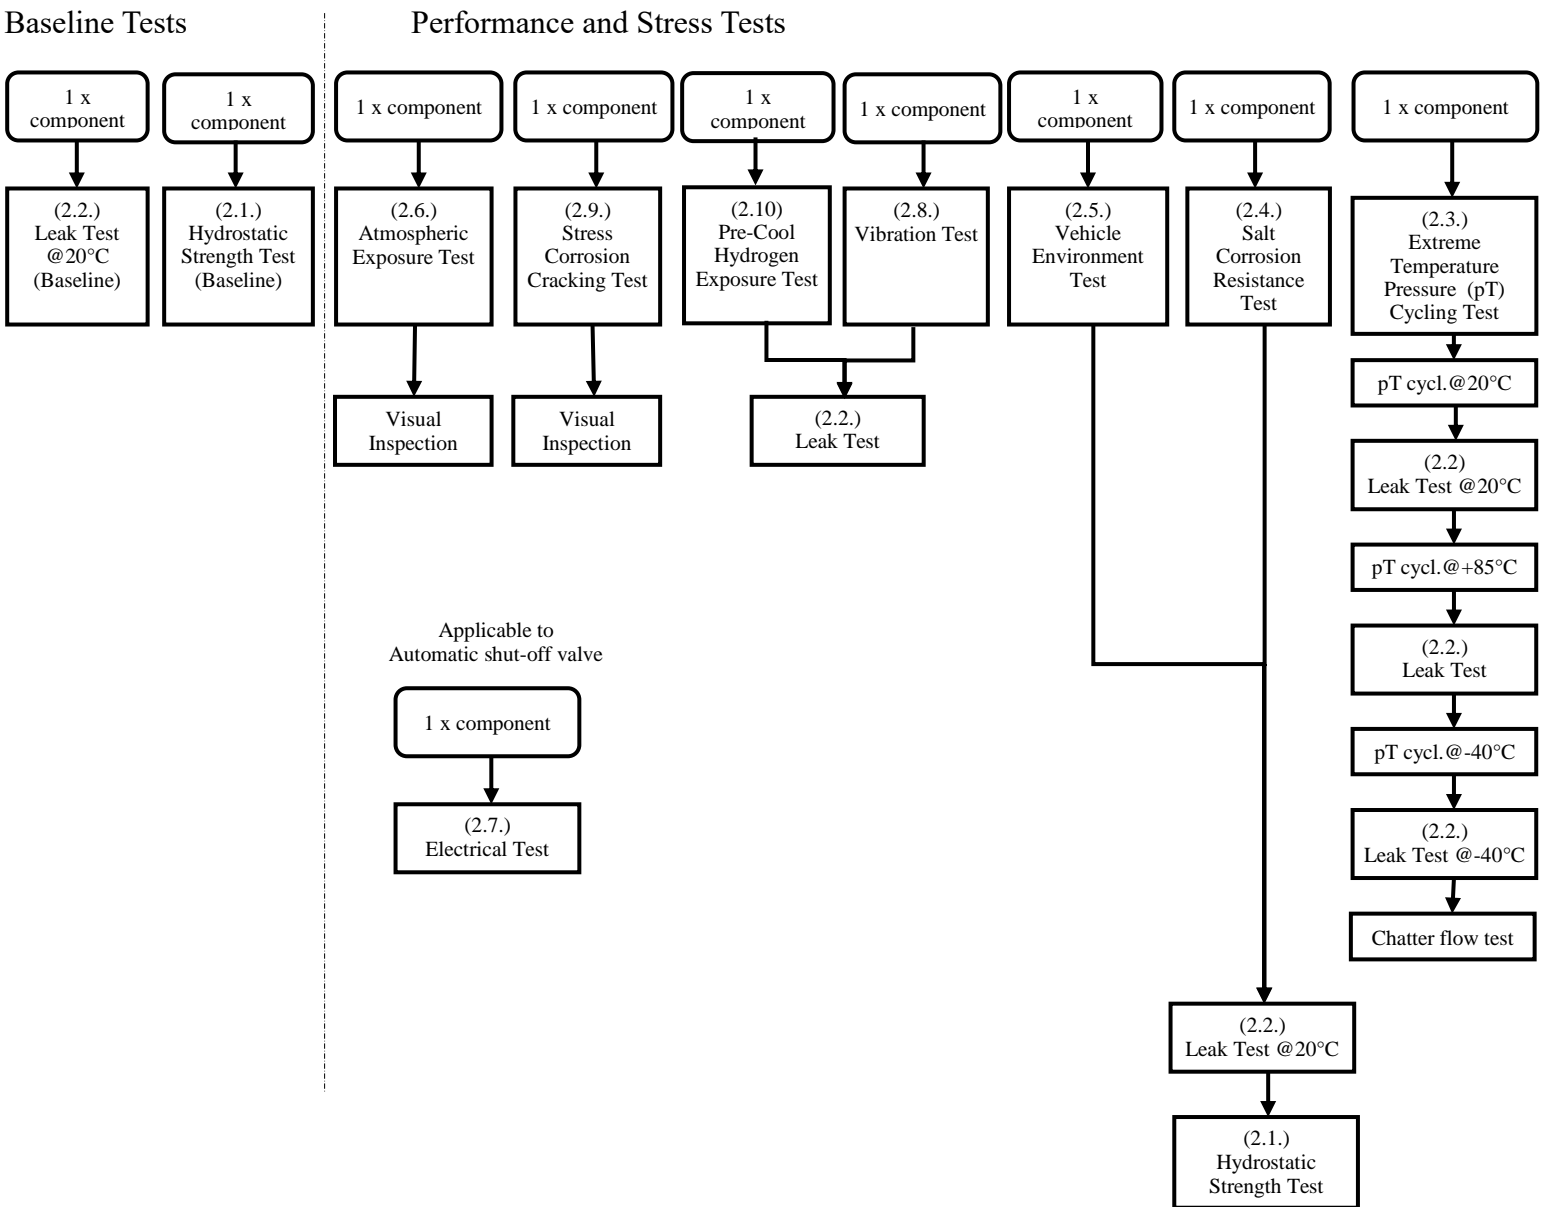 Baseline Tests
Performance and Stress Tests
1 x
component
1 x
component
1 x component
1 x component
1 x
component
1 x component
1 x
component
1 x component
1 x component
(2.2.)
Leak Test
@20°C
(Baseline)
(2.1.)
Hydrostatic
Strength Test
(Baseline)
(2.6.)
Atmospheric
Exposure Test
(2.9.)
Stress
Corrosion
Cracking Test
(2.10)
Pre-Cool
Hydrogen
Exposure Test
(2.8.)
Vibration Test
(2.5.)
Vehicle
Environment
Test
(2.4.)
Salt
Corrosion
Resistance
Test
(2.3.)
Extreme
Temperature
Pressure (pT)
Cycling Test
Visual
Inspection
Visual
Inspection
(2.2.)
Leak Test
pT cycl.@20°C
(2.2)
Leak Test @20°C
pT cycl.@+85°C
(2.2.)
Leak Test
pT cycl.@-40°C
(2.2.)
Leak Test @-40°C
Chatter flow test
Applicable to
Automatic shut-off valve
1 x component
(2.7.)
Electrical Test
(2.2.)
Leak Test @20°C
(2.1.)
Hydrostatic
Strength Test